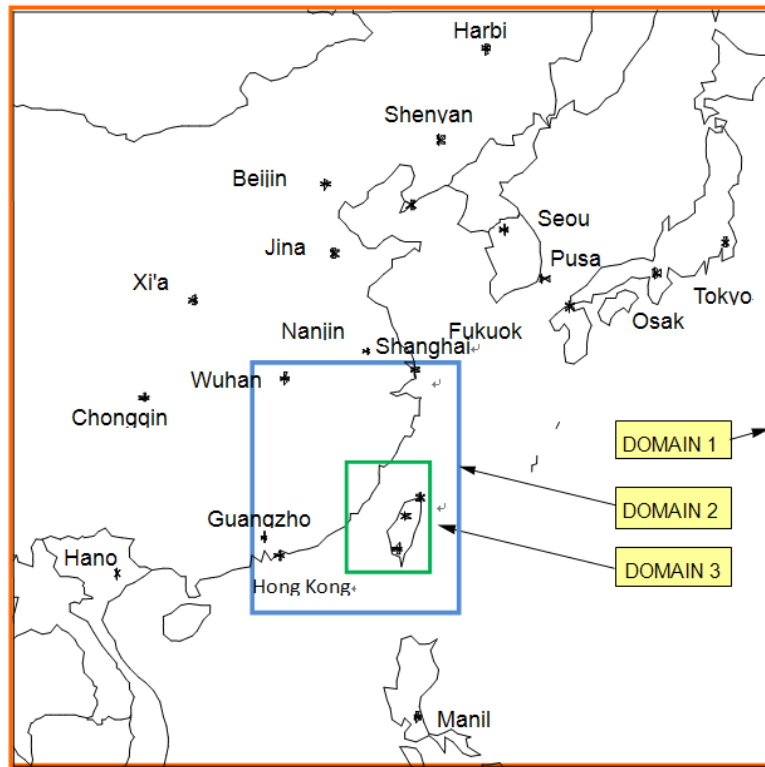 Harbi
Shenyan
Beijin
Seou
Jina
Pusa
Xi'a
Tokyo
Osak
Nanjin
Fukuok
Shanghai
Wuhan
Chongqin
DOMAIN 1
DOMAIN 2
Guangzho
Hano
DOMAIN 3
Hong Kong
Manil